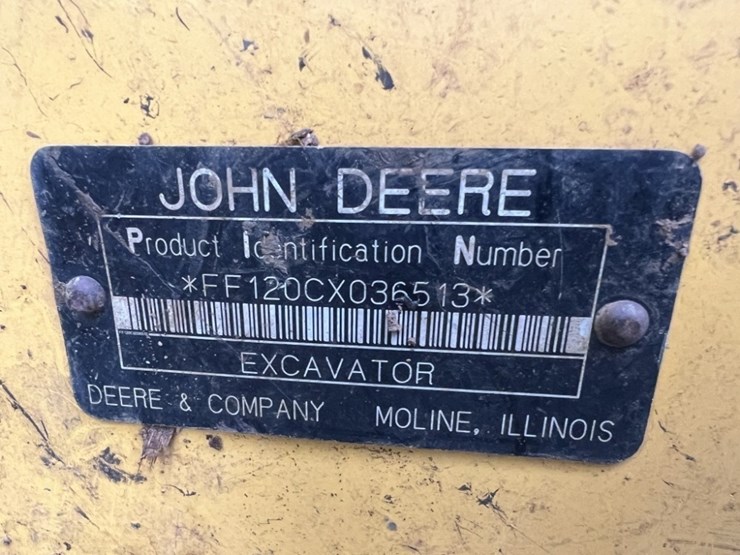 JOHN DEERE
Product Identification Number
*FF120CX036513*
EXCAVATOR
DEERE & COMPANY MOLINE, ILLINOIS